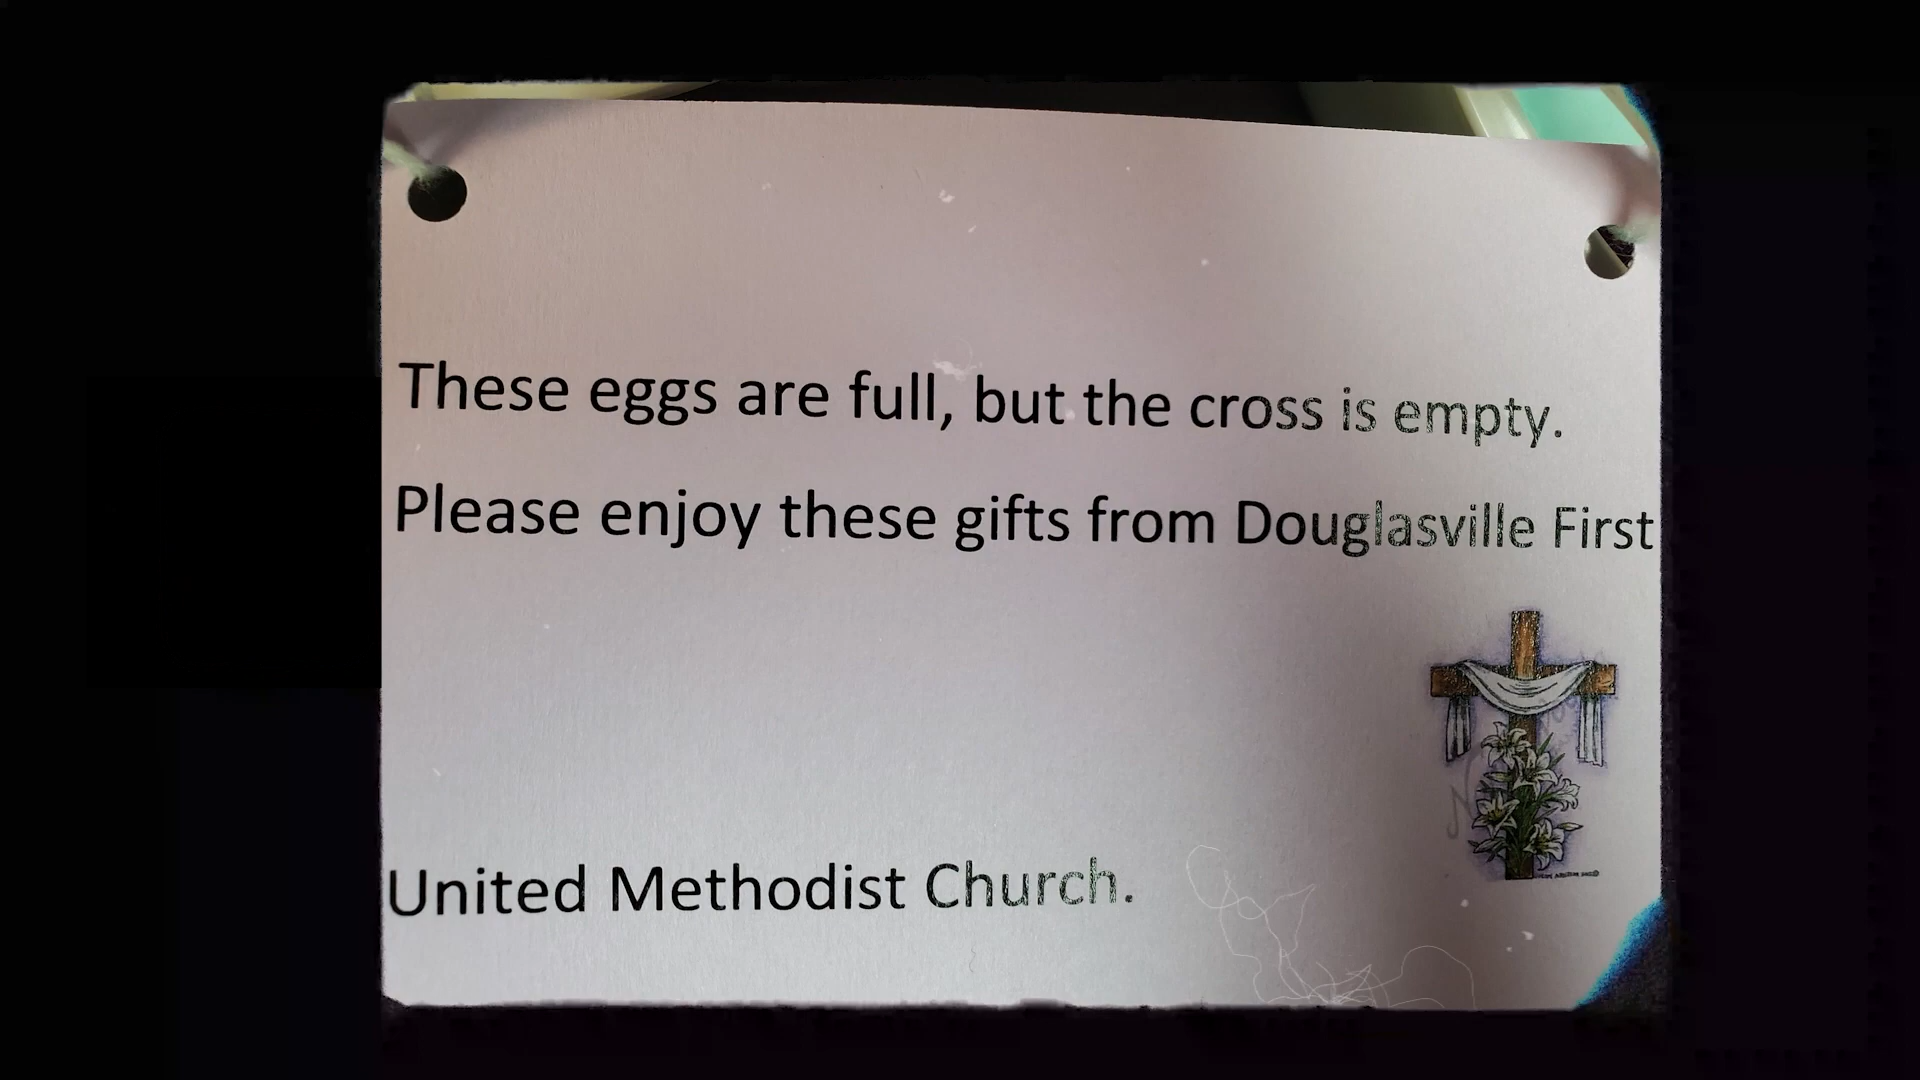 These eggs are full, but the cross is empty.
Please enjoy these gifts from Douglasville First
United Methodist Church.